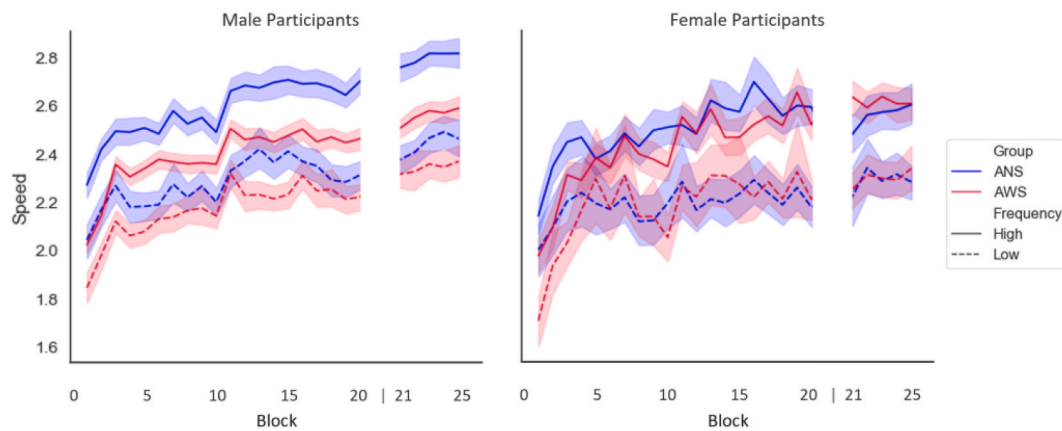 Male Participants
Female Participants
Speed
2.8
2.6
2.4
2.2
2.0
1.8
1.6
0 5 10 15 20 | 21 25
Block
0 5 10 15 20 | 21 25
Block
Group
ANS
AWS
Frequency
High
Low